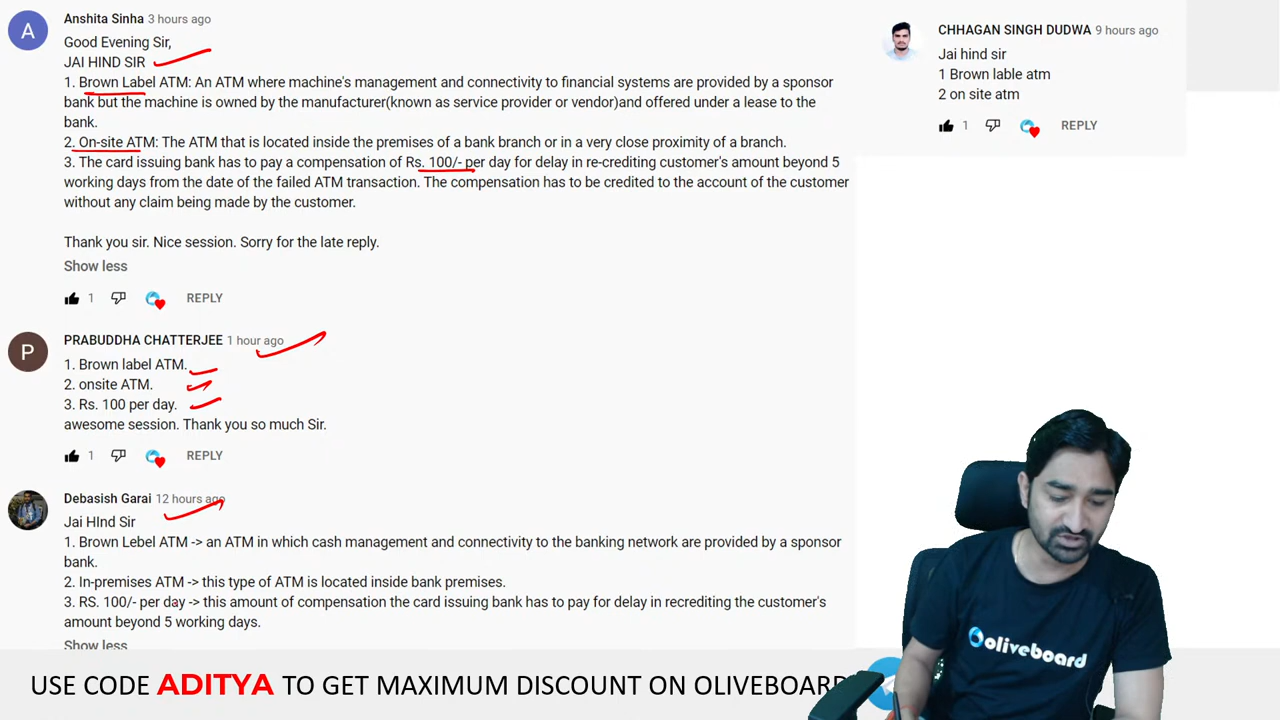 A
Anshita Sinha 3 hours ago
Good Evening Sir,
JAI HIND SIR
1. Brown Label ATM: An ATM where machine's management and connectivity to financial systems are provided by a sponsor
bank but the machine is owned by the manufacturer(known as service provider or vendor)and offered under a lease to the
bank.
2. On-site ATM: The ATM that is located inside the premises of a bank branch or in a very close proximity of a branch.
3. The card issuing bank has to pay a compensation of Rs. 100/- per day for delay in re-crediting customer's amount beyond 5
working days from the date of the failed ATM transaction. The compensation has to be credited to the account of the customer
without any claim being made by the customer.
Thank you sir. Nice session. Sorry for the late reply.
Show less
1 REPLY
P
PRABUDDHA CHATTERJEE 1 hour ago
1. Brown label ATM.
2. onsite ATM.
3. Rs. 100 per day.
awesome session. Thank you so much Sir.
1 REPLY
Debasish Garai 12 hours ago
Jai HInd Sir
1. Brown Lebel ATM -> an ATM in which cash management and connectivity to the banking network are provided by a sponsor
bank.
2. In-premises ATM -> this type of ATM is located inside bank premises.
3. RS. 100/- per day -> this amount of compensation the card issuing bank has to pay for delay in recrediting the customer's
amount beyond 5 working days.
Show less
CHHAGAN SINGH DUDWA 9 hours ago
Jai hind sir
1 Brown lable atm
2 on site atm
1 REPLY
oliveboard
USE CODE ADITYA TO GET MAXIMUM DISCOUNT ON OLIVEBOARD